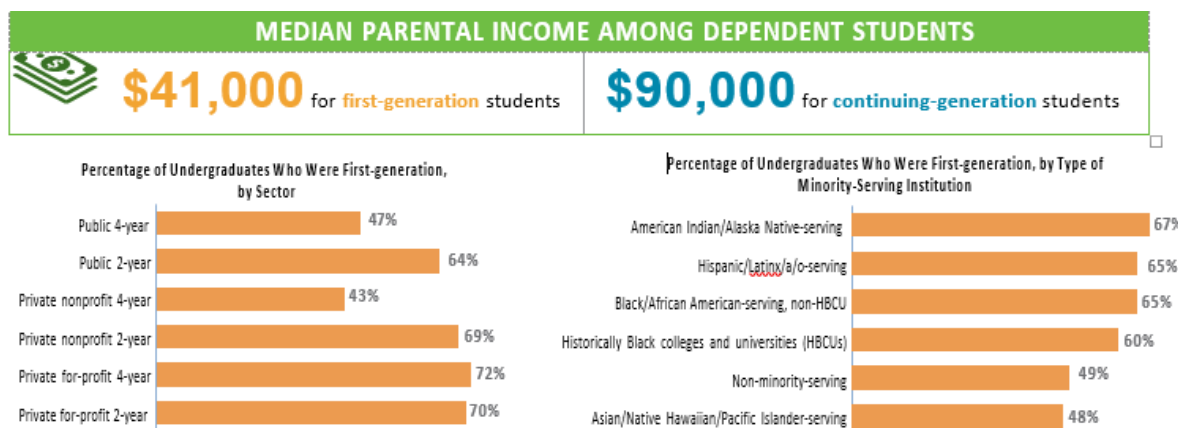 MEDIAN PARENTAL INCOME AMONG DEPENDENT STUDENTS
$41,000 for first-generation students
$90,000 for continuing-generation students
Percentage of Undergraduates Who Were First-generation,
by Sector
Public 4-year 47%
Public 2-year 64%
Private nonprofit 4-year 43%
Private nonprofit 2-year 69%
Private for-profit 4-year 72%
Private for-profit 2-year 70%
Percentage of Undergraduates Who Were First-generation, by Type of
Minority-Serving Institution
American Indian/Alaska Native-serving 67%
Hispanic/Latinx/a/o-serving 65%
Black/African American-serving, non-HBCU 65%
Historically Black colleges and universities (HBCUs) 60%
Non-minority-serving 49%
Asian/Native Hawaiian/Pacific Islander-serving 48%